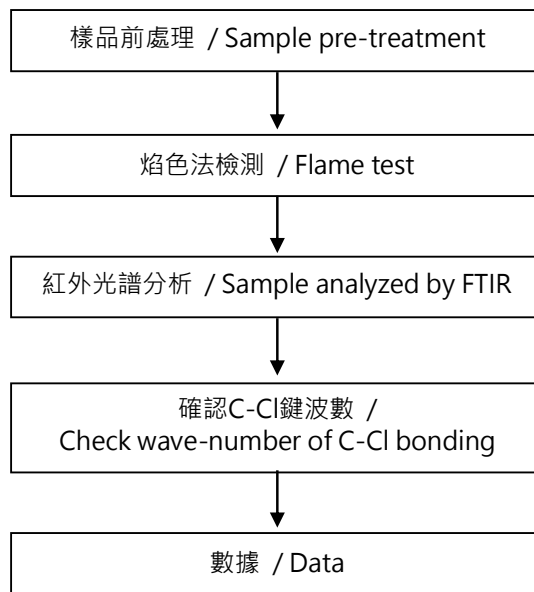 樣品前處理 / Sample pre-treatment
焰色法檢測 / Flame test
紅外光譜分析 / Sample analyzed by FTIR
確認C-Cl鍵波數 /
Check wave-number of C-Cl bonding
數據 / Data